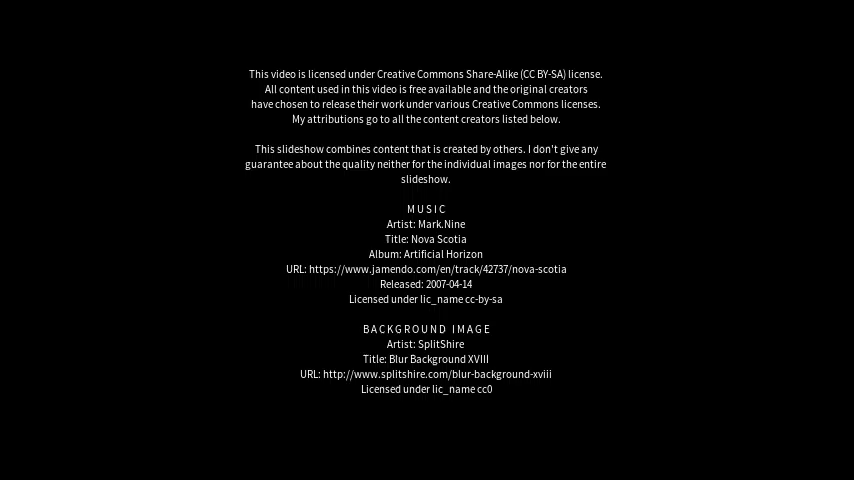 This video is licensed under Creative Commons Share-Alike (CC BY-SA) license.
All content used in this video is free available and the original creators
have chosen to release their work under various Creative Commons licenses.
My attributions go to all the content creators listed below.
This slideshow combines content that is created by others. I don't give any
guarantee about the quality neither for the individual images nor for the entire
slideshow.
MUSIC
Artist: Mark.Nine
Title: Nova Scotia
Album: Artificial Horizon
URL: https://www.jamendo.com/en/track/42737/nova-scotia
Released: 2007-04-14
Licensed under lic_name cc-by-sa
BACKGROUND IMAGE
Artist: SplitShire
Title: Blur Background XVIII
URL: http://www.splitshire.com/blur-background-xviii
Licensed under lic_name cc0